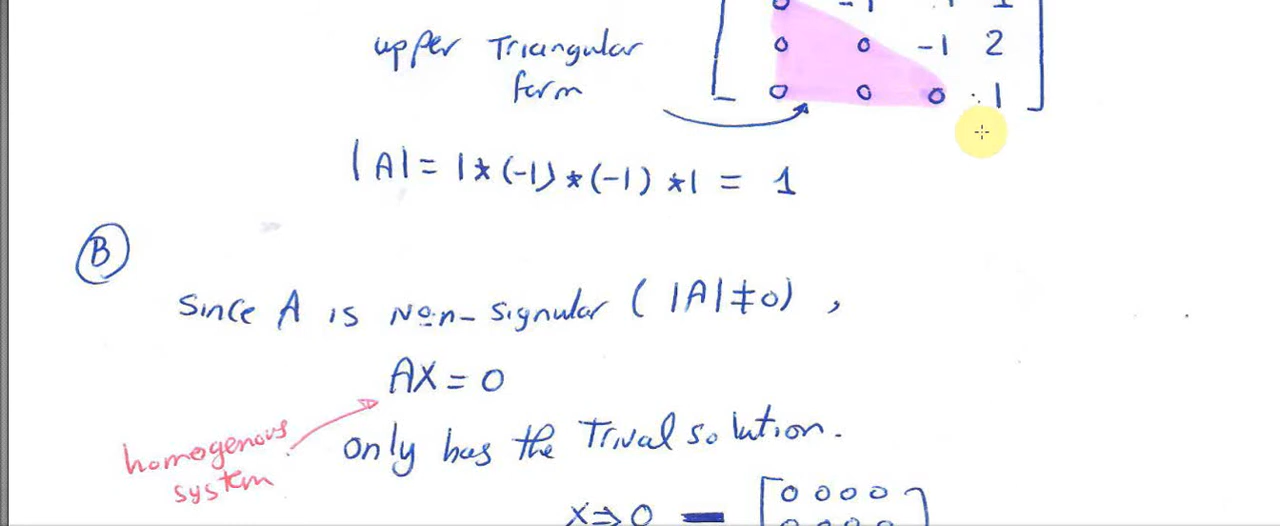 upper Triangular
form
0 0 -1 2
0 0 0 1
|A| = 1*(-1)*(-1)*1 = 1
B
Since A is Non-signular (|A|≠0),
AX = 0
homogenous
system
only has the Trival solution.
X⇒0 = [0 0 0 0]